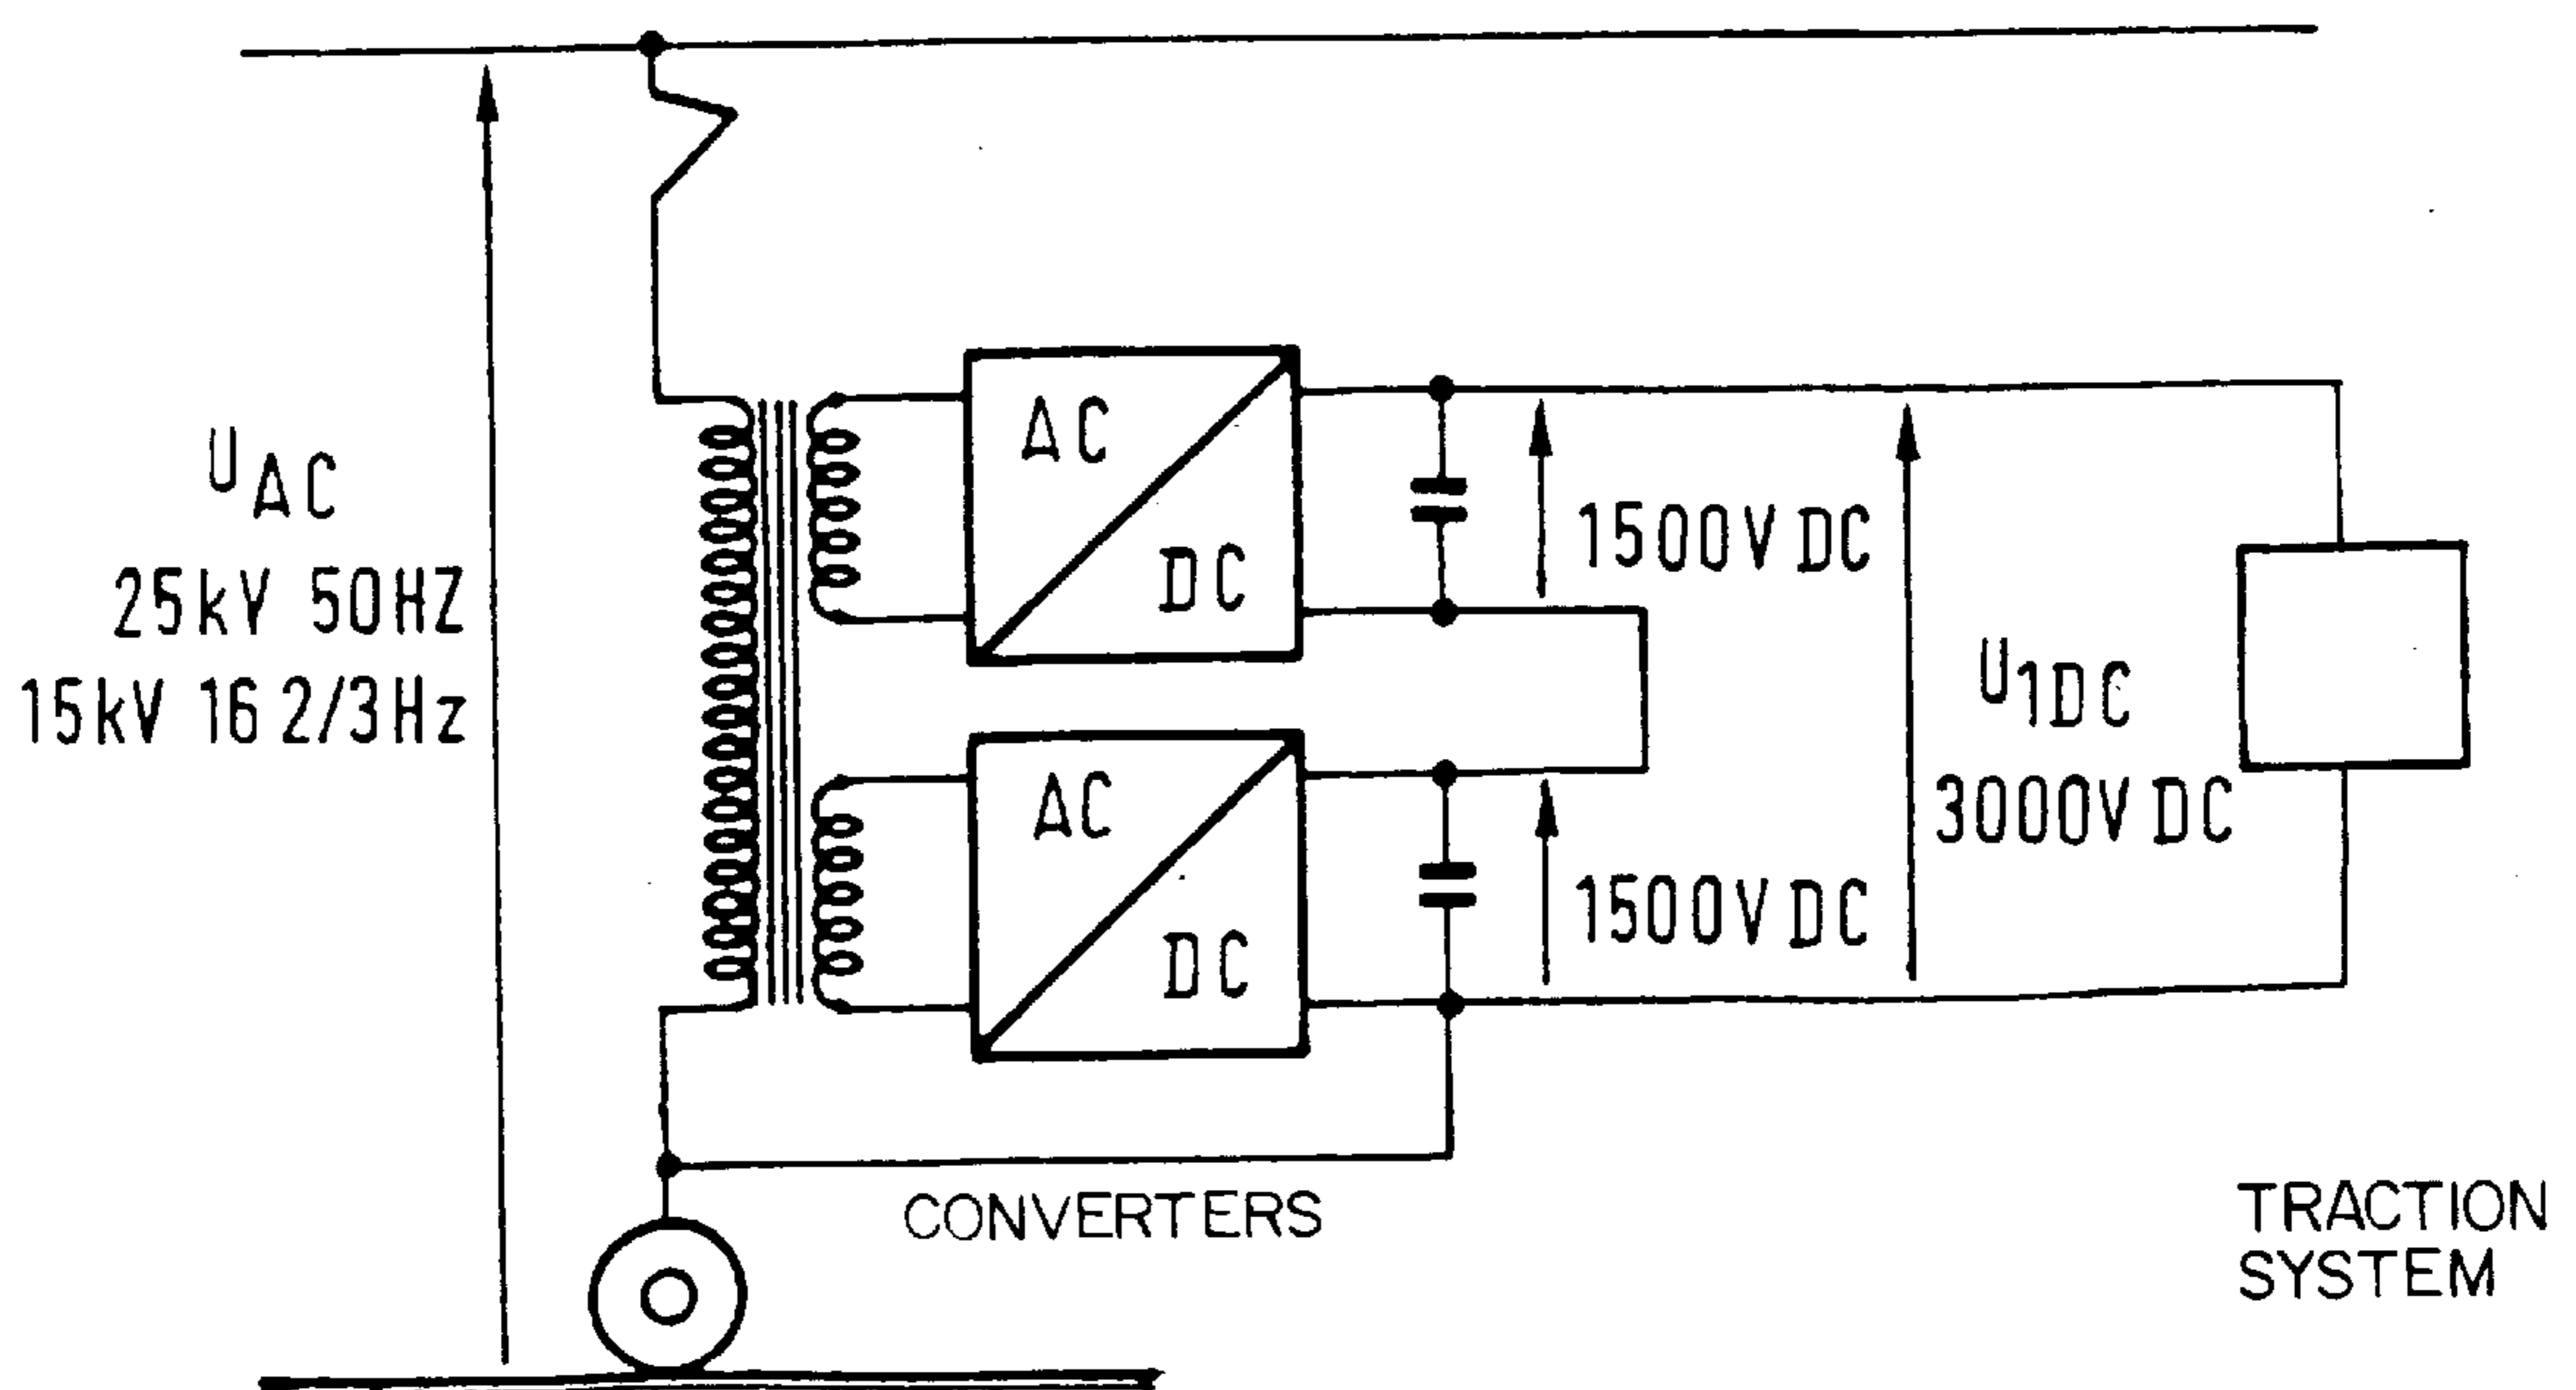 U AC
25kV 50HZ
15kV 16 2/3Hz
AC
DC
1500V DC
AC
DC
1500V DC
U1DC
3000V DC
CONVERTERS
TRACTION
SYSTEM